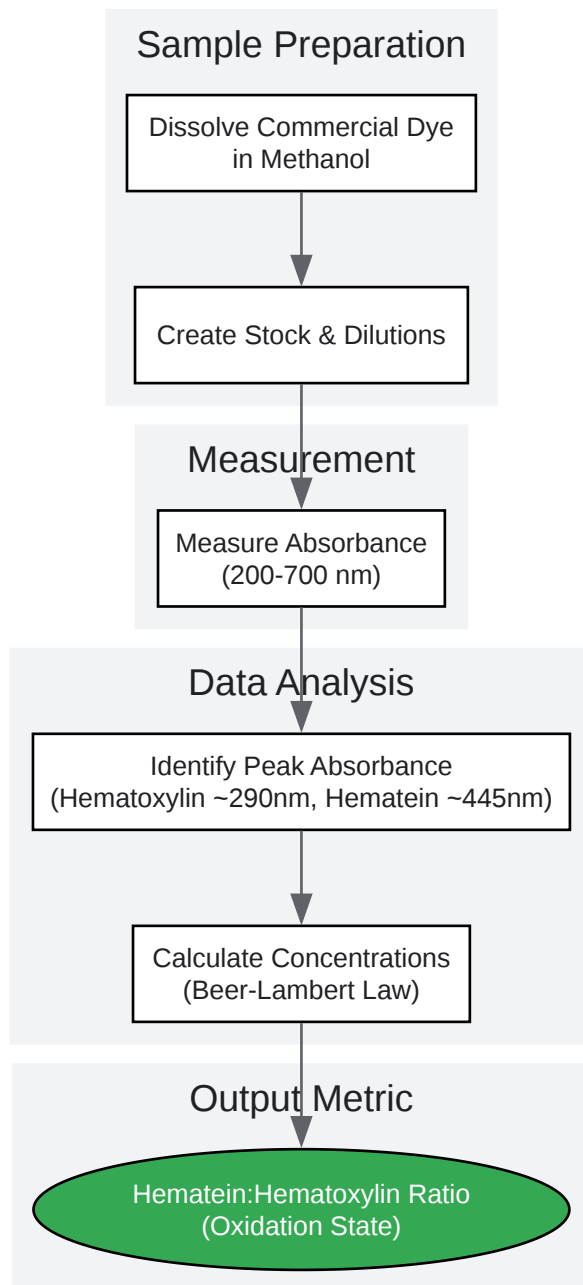 Sample Preparation
Dissolve Commercial Dye
in Methanol
Create Stock & Dilutions
Measurement
Measure Absorbance
(200-700 nm)
Data Analysis
Identify Peak Absorbance
(Hematoxylin ~290nm, Hematein ~445nm)
Calculate Concentrations
(Beer-Lambert Law)
Output Metric
Hematein:Hematoxylin Ratio
(Oxidation State)